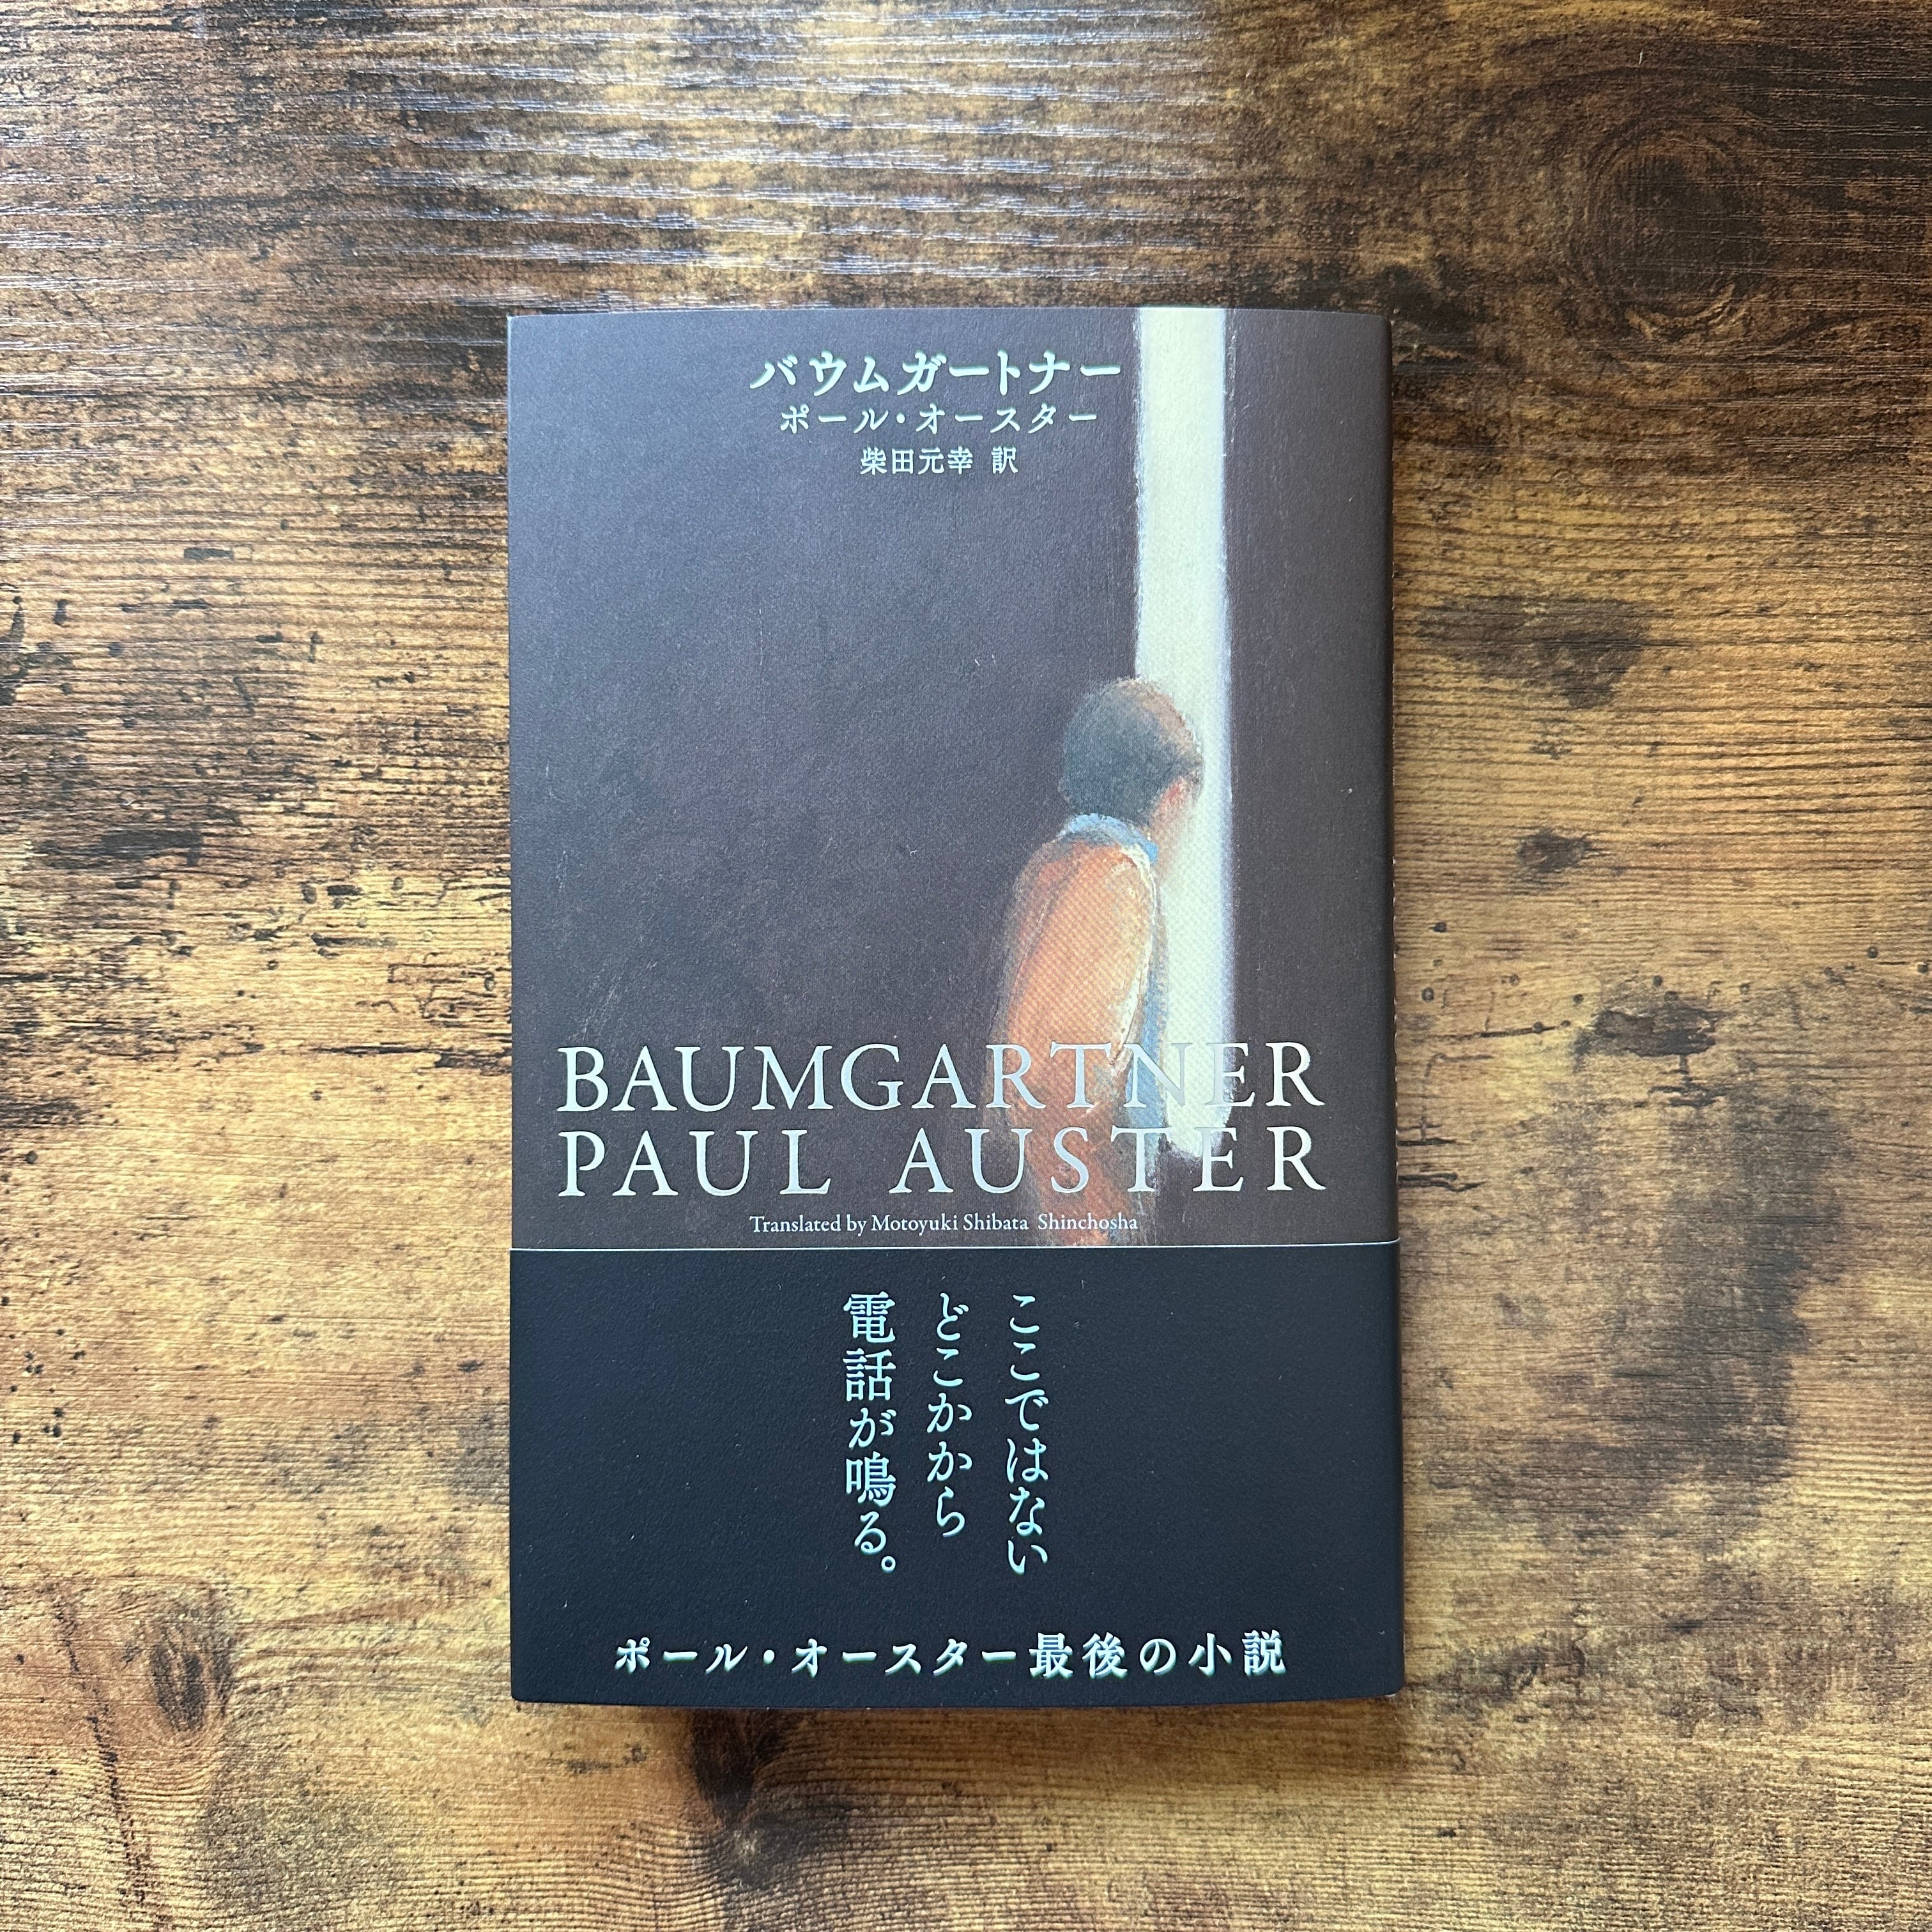 バウムガートナー
ポール・オースター
柴田元幸 訳
BAUMGARTNER
PAUL AUSTER
Translated by Motoyuki Shibata Shinchosha
ここではない
どこかから
電話が鳴る。
ポール・オースター最後の小説